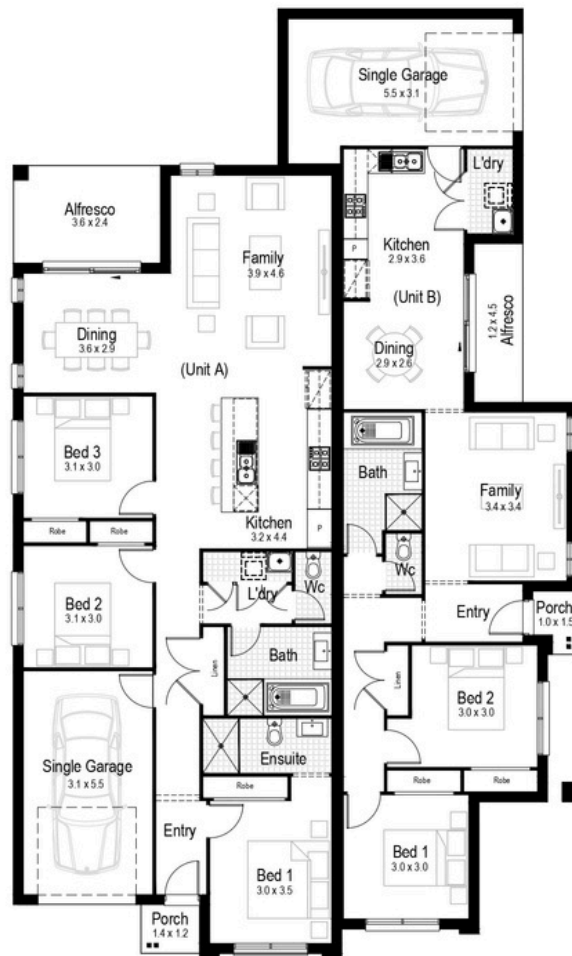 Single Garage
5.5 x 3.1
L'dry
Alfresco
3.6 x 2.4
Family
3.9 x 4.6
Kitchen
2.9 x 3.6
P
(Unit B)
1.2 x 4.5
Alfresco
Dining
3.6 x 2.9
(Unit A)
Dining
2.9 x 2.6
Bed 3
3.1 x 3.0
Bath
Family
3.4 x 3.4
Kitchen
3.2 x 4.4
P
Robe
Robe
Wc
L'dry
Wc
Bed 2
3.1 x 3.0
Entry
Porch
1.0 x 1.5
Linen
Bath
Linen
Bed 2
3.0 x 3.0
Single Garage
3.1 x 5.5
Ensuite
Robe
Robe
Robe
Entry
Bed 1
3.0 x 3.5
Bed 1
3.0 x 3.0
Porch
1.4 x 1.2